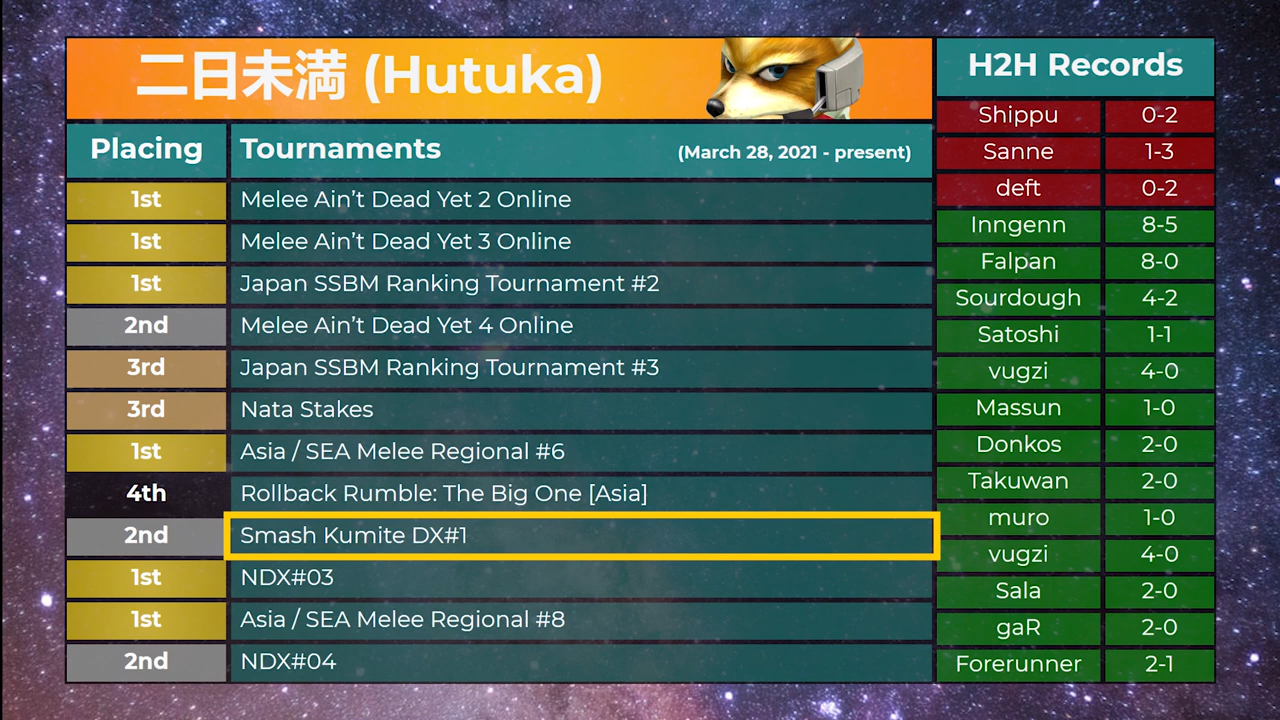 二日未満 (Hutuka)
Placing Tournaments (March 28, 2021 - present)
1st Melee Ain’t Dead Yet 2 Online
1st Melee Ain’t Dead Yet 3 Online
1st Japan SSBM Ranking Tournament #2
2nd Melee Ain’t Dead Yet 4 Online
3rd Japan SSBM Ranking Tournament #3
3rd Nata Stakes
1st Asia / SEA Melee Regional #6
4th Rollback Rumble: The Big One [Asia]
2nd Smash Kumite DX#1
1st NDX#03
1st Asia / SEA Melee Regional #8
2nd NDX#04
H2H Records
Shippu 0-2
Sanne 1-3
deft 0-2
Inngenn 8-5
Falpan 8-0
Sourdough 4-2
Satoshi 1-1
vugzi 4-0
Massun 1-0
Donkos 2-0
Takuwan 2-0
muro 1-0
vugzi 4-0
Sala 2-0
gaR 2-0
Forerunner 2-1